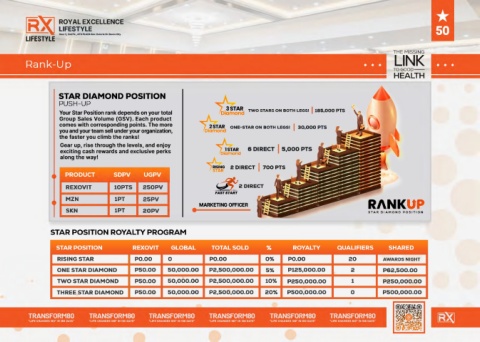 RX
LIFESTYLE
ROYAL EXCELLENCE
LIFESTYLE
★
50
Rank-Up
THE MISSING
LINK
TO GOOD
HEALTH
STAR DIAMOND POSITION
PUSH-UP
Your Star Position rank depends on your total
Group Sales Volume (GSV). Each product
comes with corresponding points. The more
you and your team sell under your organization,
the faster you climb the ranks!
Gear up, rise through the levels, and enjoy
exciting cash rewards and exclusive perks
along the way!
PRODUCT SDPV UGPV
REXOVIT 10PTS 250PV
MZN 1PT 25PV
SKN 1PT 20PV
3 STAR Diamond TWO STARS ON BOTH LEGS! PTS
2 STAR Diamond ONE-STAR ON BOTH LEGS! 30,000 PTS
1 STAR Diamond 6 DIRECT 5,000 PTS
RISING STAR 2 DIRECT 700 PTS
FAST START 2 DIRECT
MARKETING OFFICER
RANKUP
STAR DIAMOND POSITION
STAR POSITION ROYALTY PROGRAM
STAR POSITION REXOVIT GLOBAL TOTAL SOLD % ROYALTY QUALIFIERS SHARED
RISING STAR P0.00 0 P0.00 0% P0.00 20 AWARDS NIGHT
ONE STAR DIAMOND P50.00 50,000.00 P2,500,000.00 5% P125,000.00 2 P62,500.00
TWO STAR DIAMOND P50.00 50,000.00 P2,500,000.00 10% P250,000.00 1 P250,000.00
THREE STAR DIAMOND P50.00 50,000.00 P2,500,000.00 20% P500,000.00 0 P500,000.00
TRANSFORM80 TRANSFORM80 TRANSFORM80 TRANSFORM80 TRANSFORM80 TRANSFORM80
RX